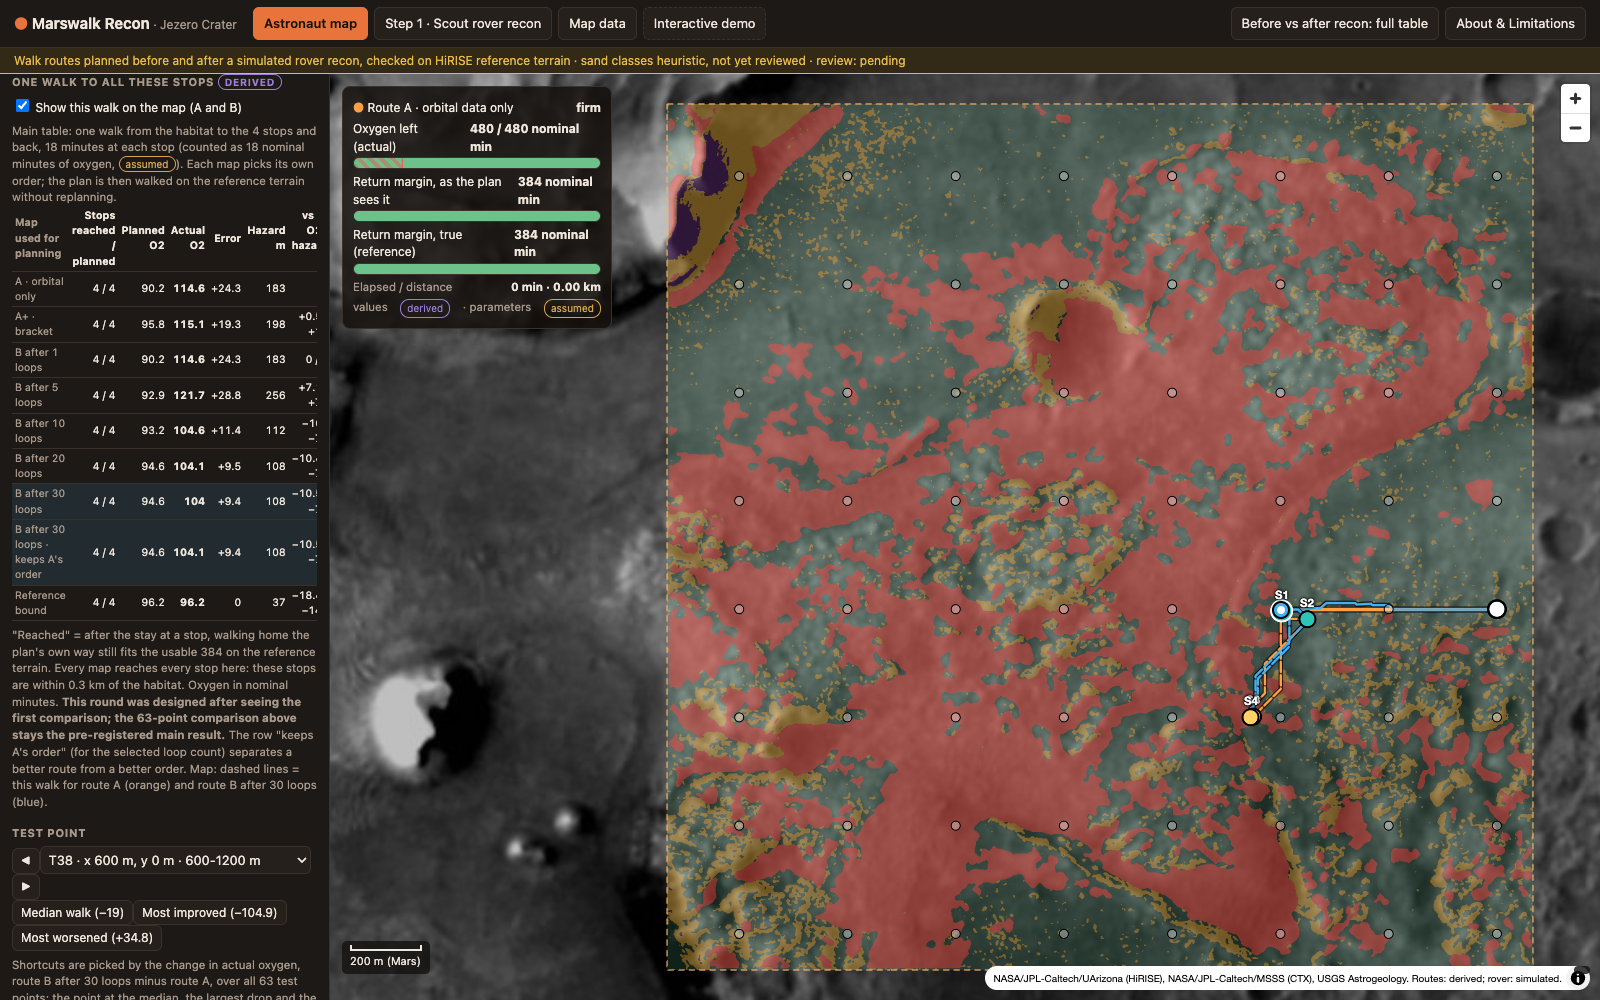 Marswalk Recon · Jezero Crater
Astronaut map
Step 1 · Scout rover recon
Map data
Interactive demo
Before vs after recon: full table
About & Limitations
Walk routes planned before and after a simulated rover recon, checked on HiRISE reference terrain · sand classes heuristic, not yet reviewed · review: pending
ONE WALK TO ALL THESE STOPS DERIVED
Show this walk on the map (A and B)
Main table: one walk from the habitat to the 4 stops and
back, 18 minutes at each stop (counted as 18 nominal
minutes of oxygen, assumed). Each map picks its own
order; the plan is then walked on the reference terrain
without replanning.
Map used for planning | Stops reached / planned | Planned O2 | Actual O2 | Error | Hazard m | vs
A · orbital only 4 / 4 90.2 114.6 +24.3 183
A+ · bracket 4 / 4 95.8 115.1 +19.3 198
B after 1 loops 4 / 4 90.2 114.6 +24.3 183
B after 5 loops 4 / 4 92.9 121.7 +28.8 256
B after 10 loops 4 / 4 93.2 104.6 +11.4 112
B after 20 loops 4 / 4 94.6 104.1 +9.5 108
B after 30 loops 4 / 4 94.6 104 +9.4 108
B after 30 loops · keeps A's order 4 / 4 94.6 104.1 +9.4 108
Reference bound 4 / 4 96.2 96.2 0 37
"Reached" = after the stay at a stop, walking home the
plan's own way still fits the usable 384 on the reference
terrain. Every map reaches every stop here: these stops
are within 0.3 km of the habitat. Oxygen in nominal
minutes. This round was designed after seeing the
first comparison; the 63-point comparison above
stays the pre-registered main result. The row "keeps
A's order" (for the selected loop count) separates a
better route from a better order. Map: dashed lines =
this walk for route A (orange) and route B after 30 loops
(blue).
TEST POINT
T38 · x 600 m, y 0 m · 600-1200 m
Median walk (−19)
Most improved (−104.9)
Most worsened (+34.8)
Shortcuts are picked by the change in actual oxygen,
route B after 30 loops minus route A, over all 63 test
points: the point at the median, the largest drop and the
Route A · orbital data only firm
Oxygen left (actual) 480 / 480 nominal min
Return margin, as the plan sees it 384 nominal min
Return margin, true (reference) 384 nominal min
Elapsed / distance 0 min · 0.00 km
values derived · parameters assumed
S1
S2
S4
+
−
200 m (Mars)
NASA/JPL-Caltech/UArizona (HiRISE), NASA/JPL-Caltech/MSSS (CTX), USGS Astrogeology. Routes: derived; rover: simulated.